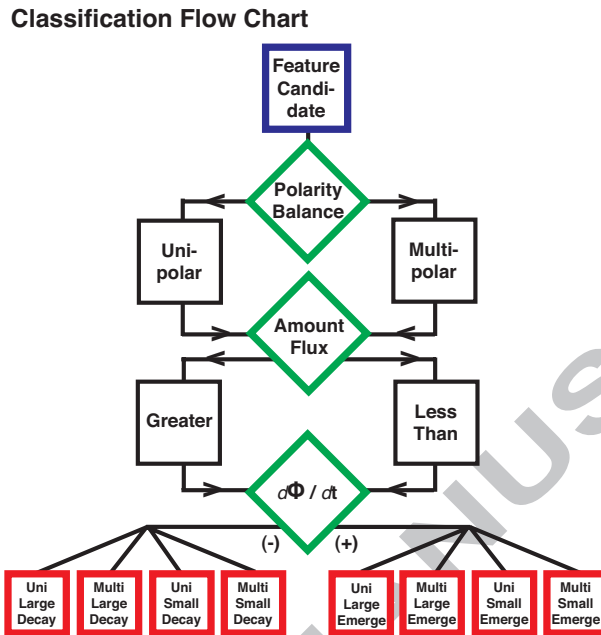 Classification Flow Chart
Feature
Candi-
date
Polarity
Balance
Uni-
polar
Multi-
polar
Amount
Flux
Greater
Less
Than
dΦ / dt
(-)
(+)
Uni
Large
Decay
Multi
Large
Decay
Uni
Small
Decay
Multi
Small
Decay
Uni
Large
Emerge
Multi
Large
Emerge
Uni
Small
Emerge
Multi
Small
Emerge
NUS